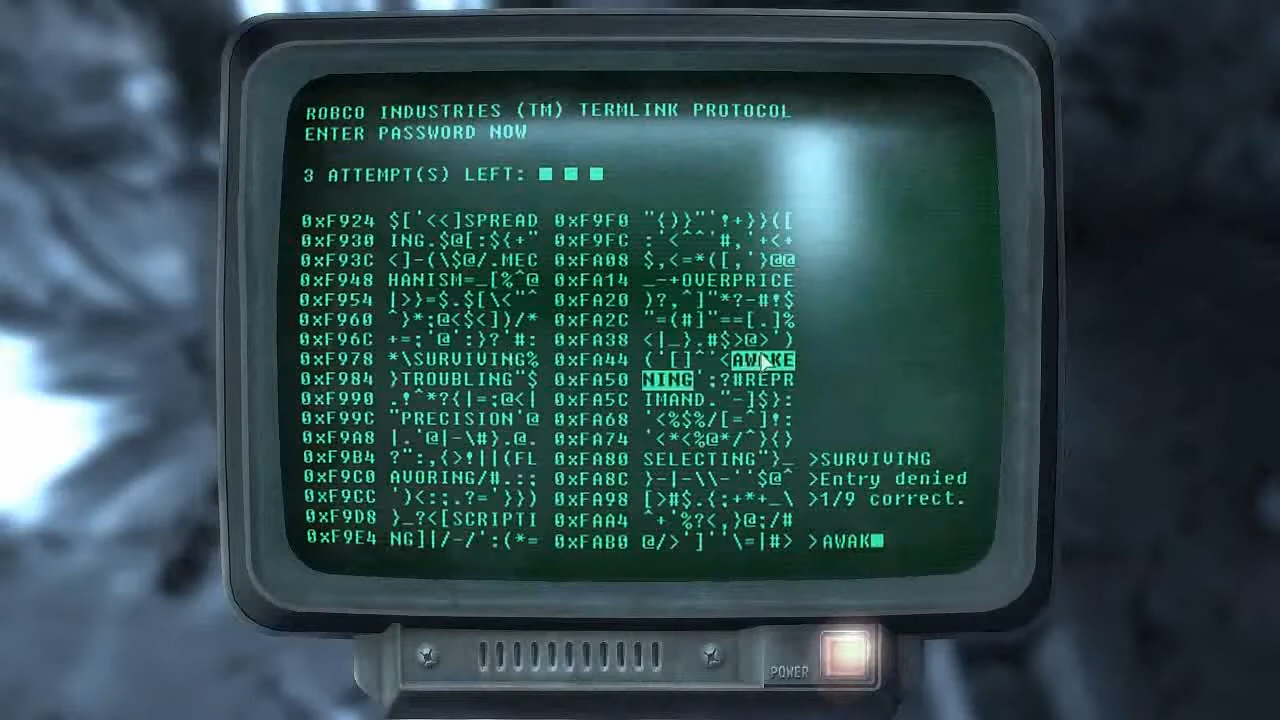 ROBCO INDUSTRIES (TM) TERMLINK PROTOCOL
ENTER PASSWORD NOW
3 ATTEMPT(S) LEFT: ■ ■ ■
0xF924 $['<<]SPREAD 0xF9F0 "{)}"'!+}}([
0xF930 ING.$@[:${+" 0xF9FC :'<^^'#,'+<+
0xF93C <]-(\$@/.MEC 0xFA08 $,<=*([,'}@@
0xF948 HANISM=_[%^@ 0xFA14 _-+OVERPRICE
0xF954 |>}=$.$[\<"^ 0xFA20 )?,^]"*?-#!$
0xF960 ^}*;@<$<])/* 0xFA2C "=(#]"==[.]%
0xF96C +=;'@':}?'#: 0xFA38 <|_}.#$>@>')
0xF978 *\SURVIVING% 0xFA44 ('[]^'<AWAKE
0xF984 }TROUBLING"$ 0xFA50 NING';?#REPR
0xF990 .!^*?{|=;@<| 0xFA5C IMAND."-]$}:
0xF99C "PRECISION'@ 0xFA68 '<%$%/[=^]!:
0xF9A8 |.'@|-\#}.@. 0xFA74 '<*<%@*/^}{}
0xF9B4 ?":,{>!||(FL 0xFA80 SELECTING"}_ >SURVIVING
0xF9C0 AVORING/#.:; 0xFA8C }-|-\\-''$@^ >Entry denied
0xF9CC ')<:;.?='}}) 0xFA98 [>#$.{;+*+_\ >1/9 correct.
0xF9D8 }_?<[SCRIPTI 0xFAA4 ^+'%?<,}@;/#
0xF9E4 NG]|/-/':(*= 0xFAB0 @/>']''\=|#> >AWAK■
POWER